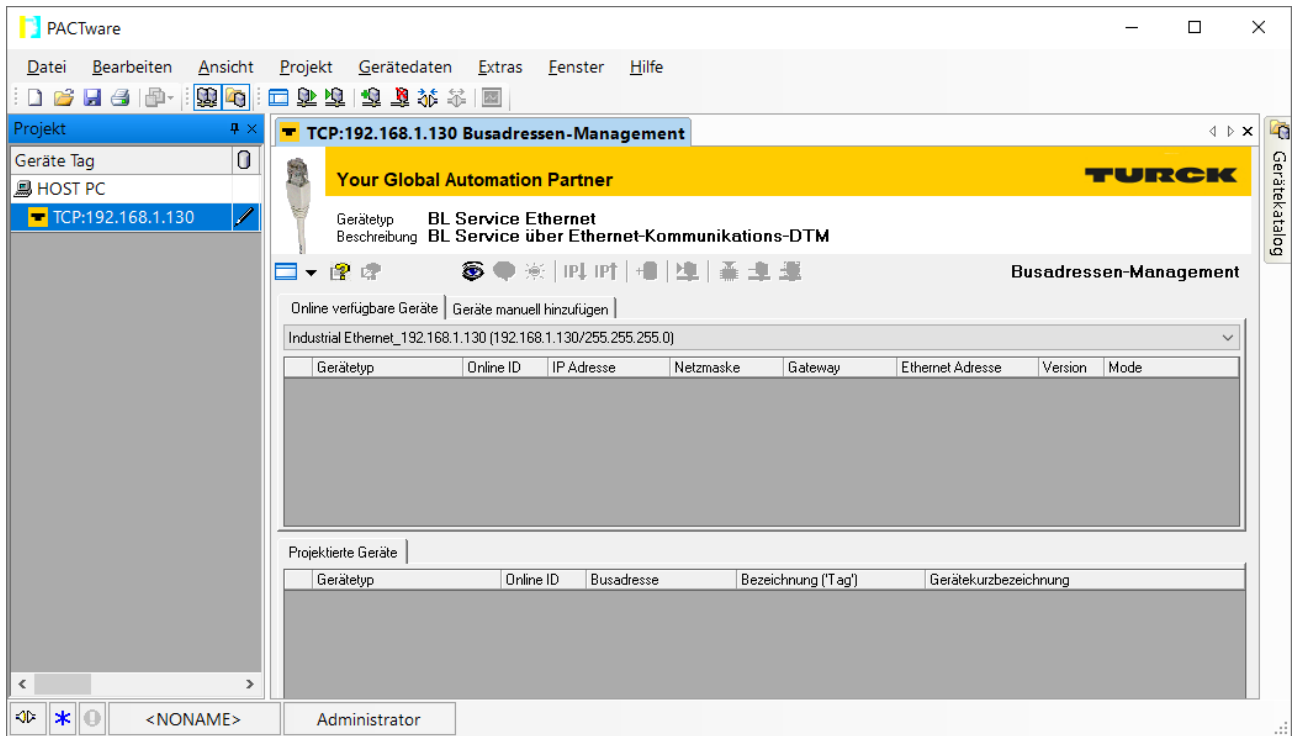 PACTware
Datei Bearbeiten Ansicht Projekt Gerätedaten Extras Fenster Hilfe
Projekt
Geräte Tag
HOST PC
TCP:192.168.1.130
TCP:192.168.1.130 Busadressen-Management
Your Global Automation Partner
TURCK
Gerätetyp BL Service Ethernet
Beschreibung BL Service über Ethernet-Kommunikations-DTM
IP IP
Busadressen-Management
Online verfügbare Geräte Geräte manuell hinzufügen
Industrial Ethernet_192.168.1.130 (192.168.1.130/255.255.255.0)
Gerätetyp Online ID IP Adresse Netzmaske Gateway Ethernet Adresse Version Mode
Projektierte Geräte
Gerätetyp Online ID Busadresse Bezeichnung ('Tag') Gerätekurzbezeichnung
Gerätekatalog
<NONAME> Administrator